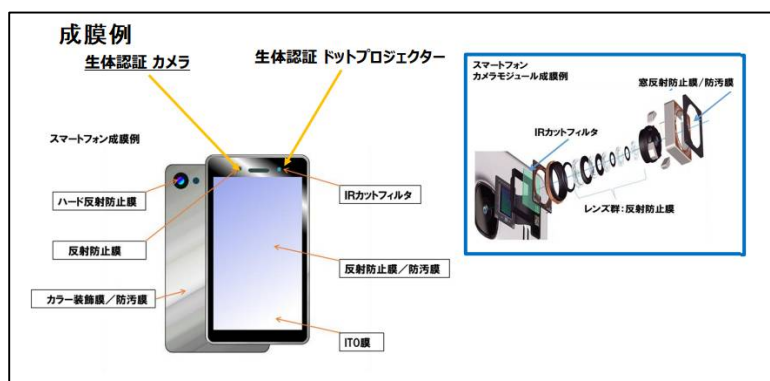 成膜例
生体認証 カメラ
生体認証 ドットプロジェクター
スマートフォン成膜例
ハード反射防止膜
反射防止膜
カラー装飾膜／防汚膜
IRカットフィルタ
反射防止膜／防汚膜
ITO膜
スマートフォン
カメラモジュール成膜例
窓反射防止膜/防汚膜
IRカットフィルタ
レンズ群：反射防止膜